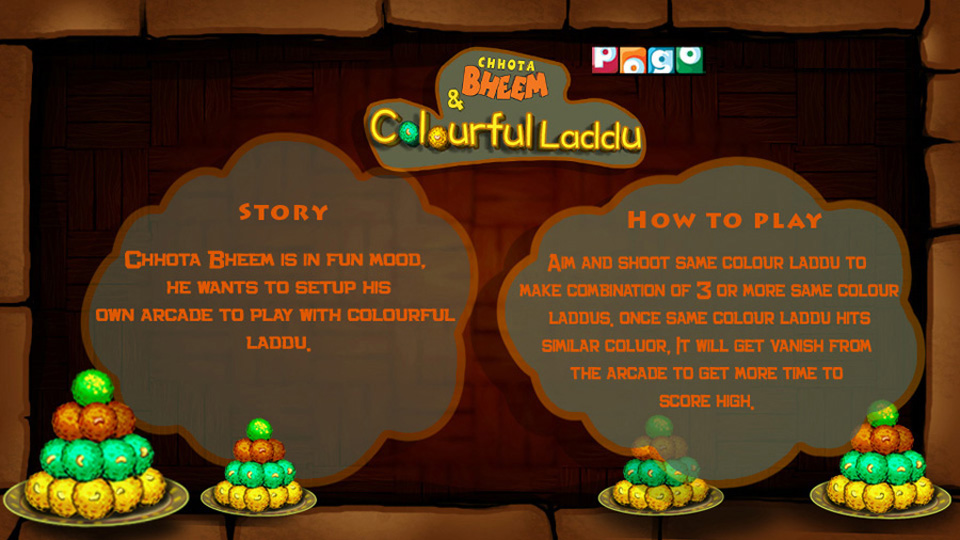 Pogo
CHHOTA
BHEEM
&
Colourful Laddu
STORY
CHHOTA BHEEM IS IN FUN MOOD,
HE WANTS TO SETUP HIS
OWN ARCADE TO PLAY WITH COLOURFUL
LADDU.
HOW TO PLAY
AIM AND SHOOT SAME COLOUR LADDU TO
MAKE COMBINATION OF 3 OR MORE SAME COLOUR
LADDUS, ONCE SAME COLOUR LADDU HITS
SIMILAR COLUOR, IT WILL GET VANISH FROM
THE ARCADE TO GET MORE TIME TO
SCORE HIGH.